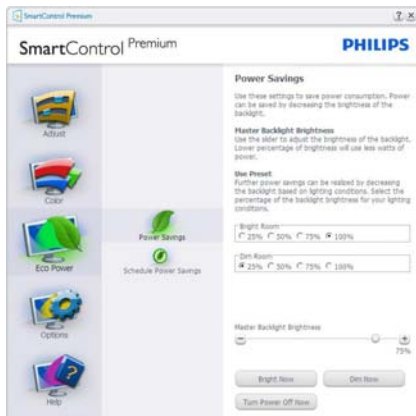 SmartControl Premium
SmartControl Premium
PHILIPS
Adjust
Color
Eco Power
Options
Help
Power Savings
Schedule Power Savings
Power Savings
Use these settings to save power consumption. Power
can be saved by decreasing the brightness of the
backlight.
Master Backlight Brightness
Use the slider to adjust the brightness of the backlight.
Lower percentage of brightness will use less watts of
power.
Use Preset
Further power savings can be realized by decreasing
the backlight based on lighting conditions. Select the
percentage of the backlight brightness for your lighting
conditions.
Bright Room
25% 50% 75% 100%
Dim Room
25% 50% 75% 100%
Master Backlight Brightness
75%
Bright Now
Dim Now
Turn Power Off Now